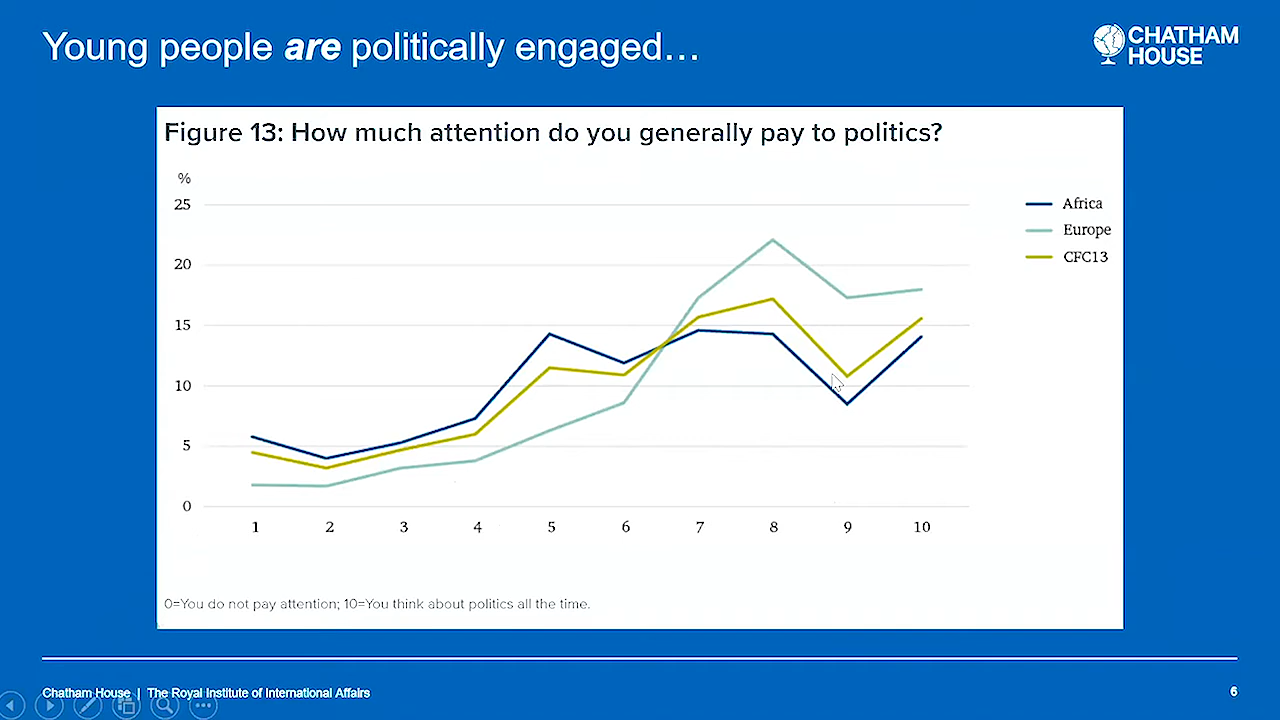 Young people are politically engaged...
CHATHAM
HOUSE
Figure 13: How much attention do you generally pay to politics?
%
25
20
15
10
5
0
1 2 3 4 5 6 7 8 9 10
Africa
Europe
CFC13
0=You do not pay attention; 10=You think about politics all the time.
Chatham House | The Royal Institute of International Affairs
6